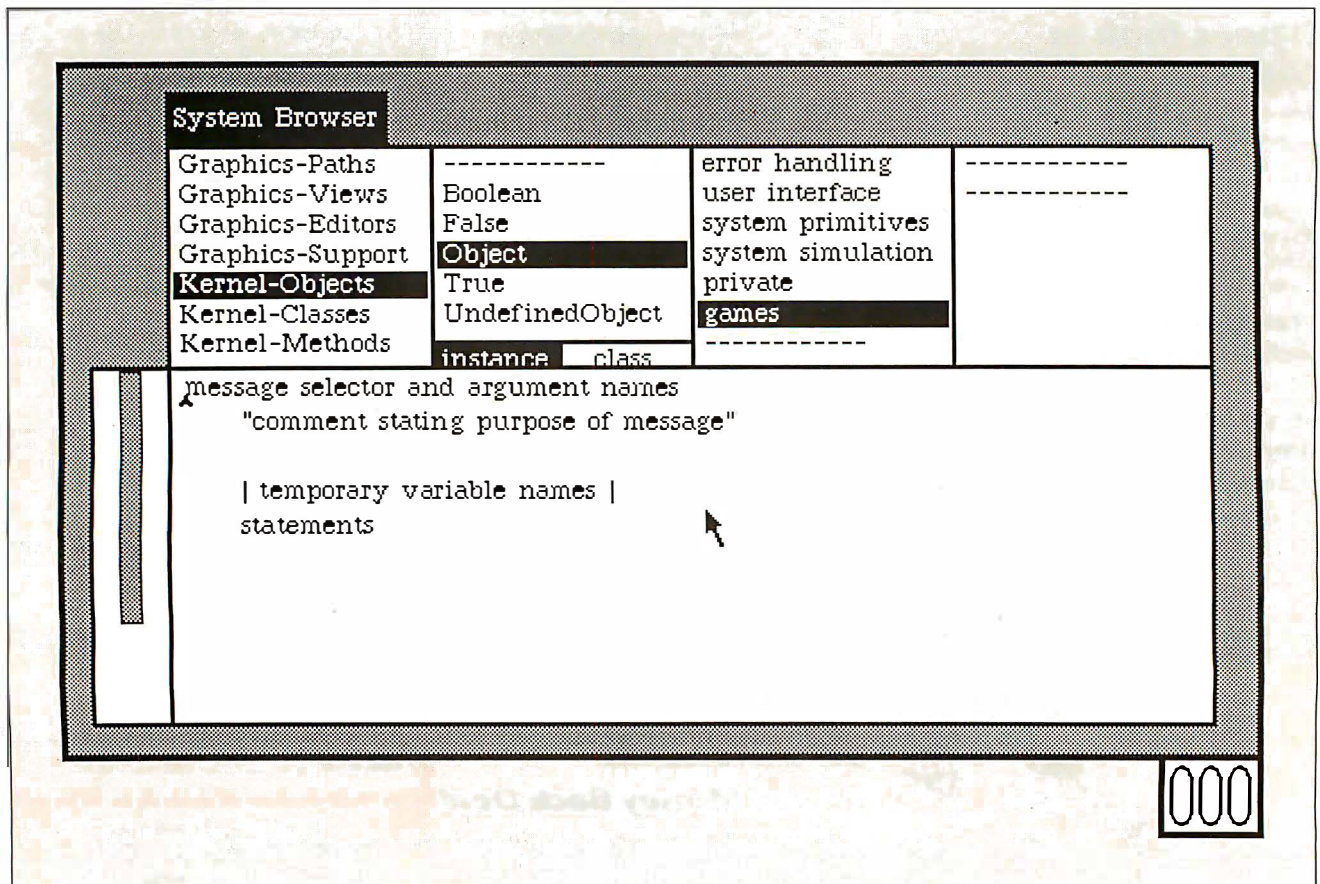 System Browser
Graphics-Paths
Graphics-Views
Graphics-Editors
Graphics-Support
Kernel-Objects
Kernel-Classes
Kernel-Methods
------------
Boolean
False
Object
True
UndefinedObject
instance class
error handling
user interface
system primitives
system simulation
private
games
------------
------------
------------
message selector and argument names
"comment stating purpose of message"
| temporary variable names |
statements